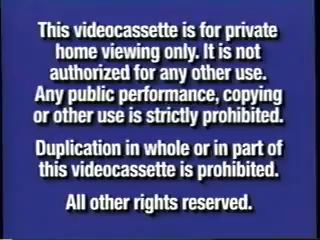 This videocassette is for private
home viewing only. It is not
authorized for any other use.
Any public performance, copying
or other use is strictly prohibited.
Duplication in whole or in part of
this videocassette is prohibited.
All other rights reserved.